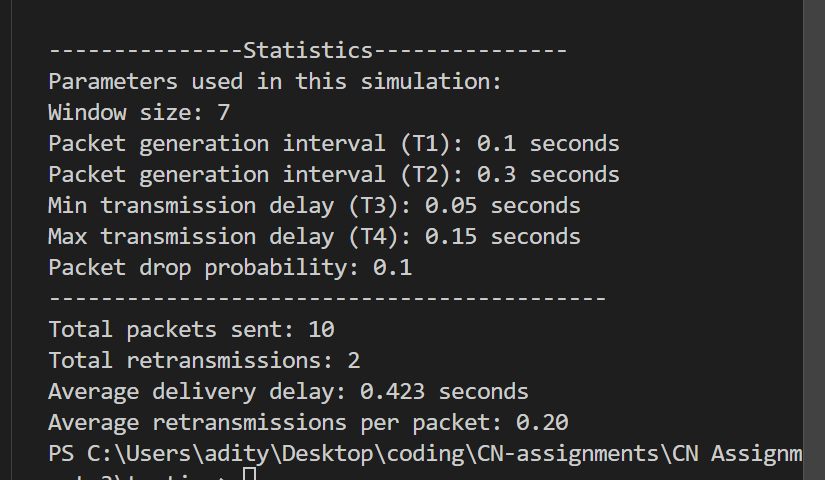 ---------------Statistics---------------
Parameters used in this simulation:
Window size: 7
Packet generation interval (T1): 0.1 seconds
Packet generation interval (T2): 0.3 seconds
Min transmission delay (T3): 0.05 seconds
Max transmission delay (T4): 0.15 seconds
Packet drop probability: 0.1
-------------------------------------------
Total packets sent: 10
Total retransmissions: 2
Average delivery delay: 0.423 seconds
Average retransmissions per packet: 0.20
PS C:\Users\adity\Desktop\coding\CN-assignments\CN Assignm